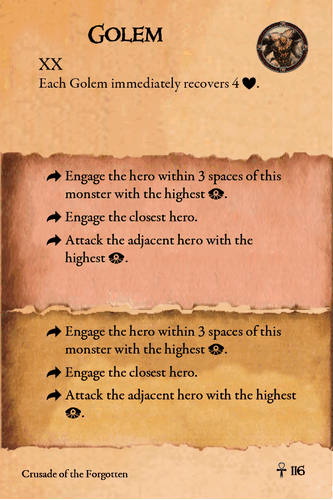 Golem
XX
Each Golem immediately recovers 4 ♥.
Engage the hero within 3 spaces of this
monster with the highest .
Engage the closest hero.
Attack the adjacent hero with the
highest .
Engage the hero within 3 spaces of this
monster with the highest .
Engage the closest hero.
Attack the adjacent hero with the highest
.
Crusade of the Forgotten
116